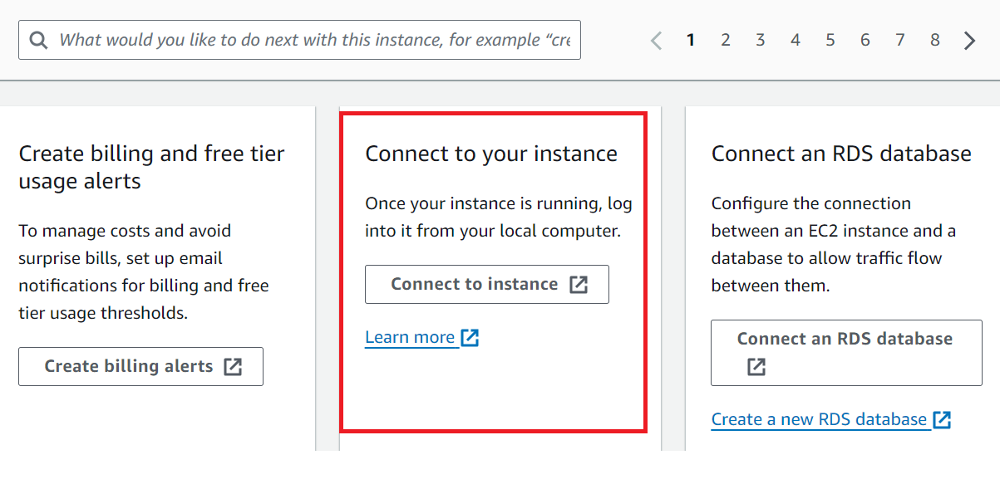 What would you like to do next with this instance, for example “cre
1 2 3 4 5 6 7 8
Create billing and free tier
usage alerts
To manage costs and avoid
surprise bills, set up email
notifications for billing and free
tier usage thresholds.
Create billing alerts
Connect to your instance
Once your instance is running, log
into it from your local computer.
Connect to instance
Learn more
Connect an RDS database
Configure the connection
between an EC2 instance and a
database to allow traffic flow
between them.
Connect an RDS database
Create a new RDS database